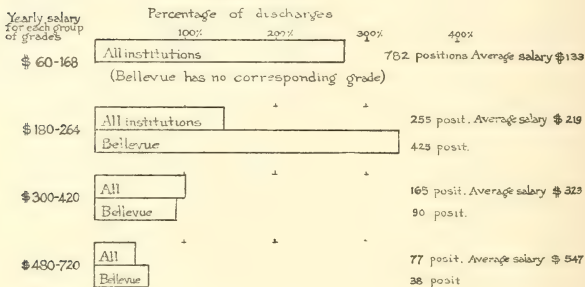 Yearly salary for each group of grades
Percentage of discharges
100% 200% 300% 400%
$ 60-168
All institutions
782 positions Average salary $133
(Bellevue has no corresponding grade)
$180-264
All institutions
255 posit. Average salary $ 219
Bellevue
423 posit.
$300-420
All
165 posit. Average salary $ 323
Bellevue
90 posit.
$480-720
All
77 posit. Average salary $ 547
Bellevue
38 posit